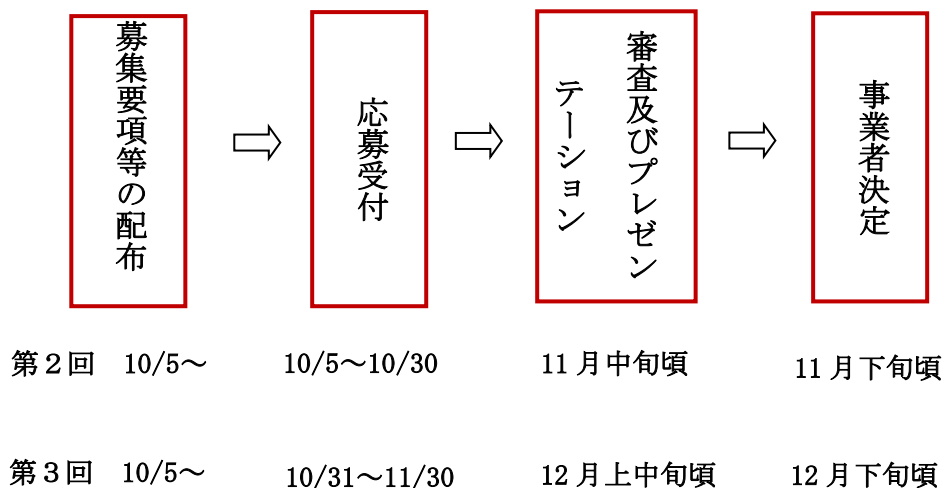 募集要項等の配布
応募受付
審査及びプレゼン
テーション
事業者決定
第２回　10/5～　10/5～10/30　11月中旬頃　11月下旬頃
第３回　10/5～　10/31～11/30　12月上中旬頃　12月下旬頃